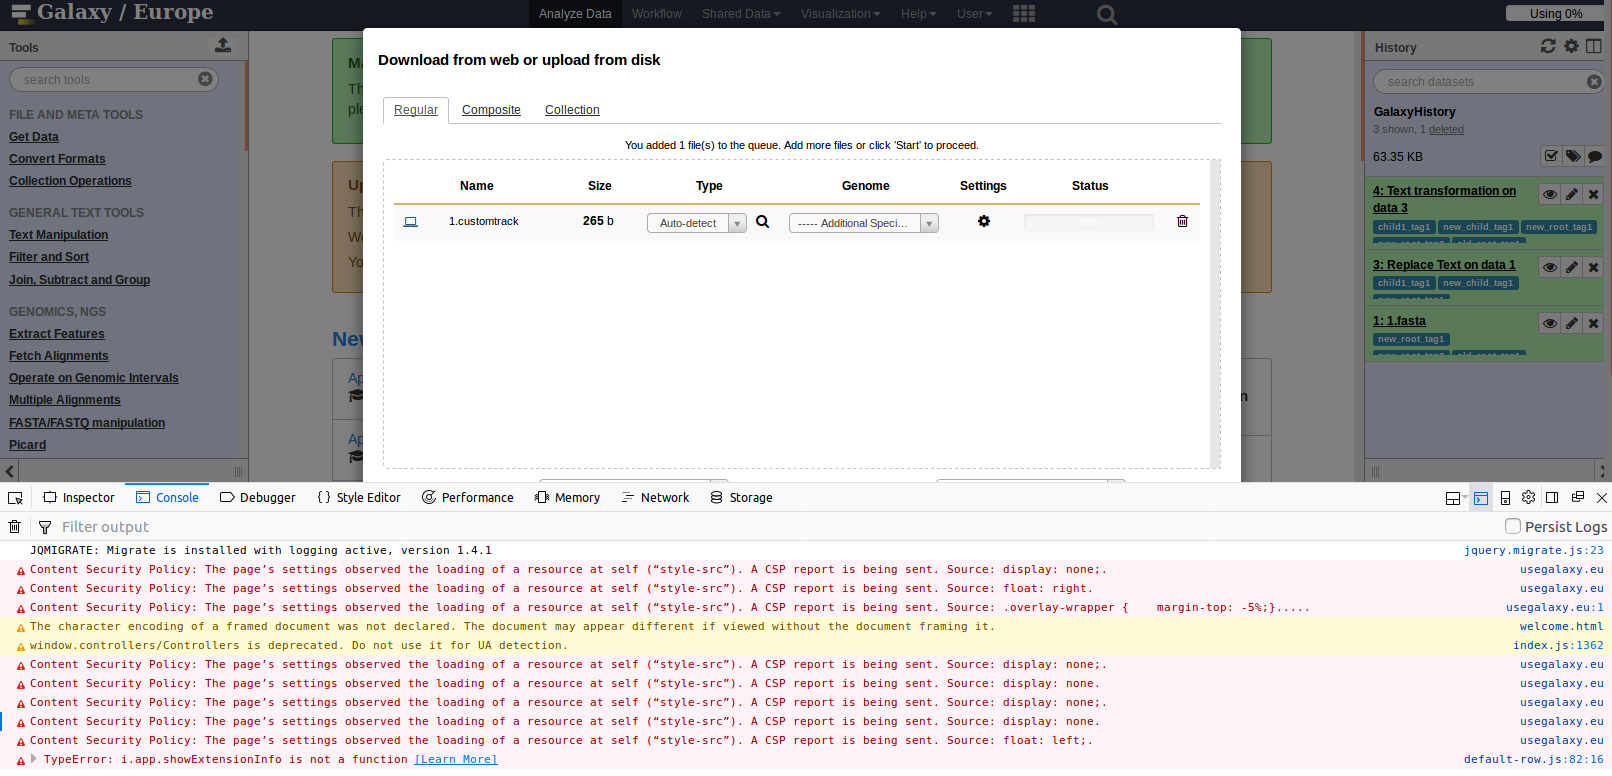 Galaxy / Europe
Analyze Data Workflow Shared Data Visualization Help User
Using 0%
Tools
search tools
FILE AND META TOOLS
Get Data
Convert Formats
Collection Operations
GENERAL TEXT TOOLS
Text Manipulation
Filter and Sort
Join, Subtract and Group
GENOMICS, NGS
Extract Features
Fetch Alignments
Operate on Genomic Intervals
Multiple Alignments
FASTA/FASTQ manipulation
Picard
Download from web or upload from disk
Regular Composite Collection
You added 1 file(s) to the queue. Add more files or click 'Start' to proceed.
Name Size Type Genome Settings Status
1.customtrack 265 b Auto-detect ----- Additional Speci...
History
search datasets
GalaxyHistory
3 shown, 1 deleted
63.35 KB
4: Text transformation on
data 3
child1_tag1 new_child_tag1 new_root_tag1
3: Replace Text on data 1
child1_tag1 new_child_tag1
1: 1.fasta
new_root_tag1
Inspector Console Debugger {} Style Editor Performance Memory Network Storage
Filter output
Persist Logs
JQMIGRATE: Migrate is installed with logging active, version 1.4.1 jquery.migrate.js:23
Content Security Policy: The page’s settings observed the loading of a resource at self (“style-src”). A CSP report is being sent. Source: display: none;. usegalaxy.eu
Content Security Policy: The page’s settings observed the loading of a resource at self (“style-src”). A CSP report is being sent. Source: float: right. usegalaxy.eu
Content Security Policy: The page’s settings observed the loading of a resource at self (“style-src”). A CSP report is being sent. Source: .overlay-wrapper {    margin-top: -5%;}..... usegalaxy.eu:1
The character encoding of a framed document was not declared. The document may appear different if viewed without the document framing it. welcome.html
window.controllers/Controllers is deprecated. Do not use it for UA detection. index.js:1362
Content Security Policy: The page’s settings observed the loading of a resource at self (“style-src”). A CSP report is being sent. Source: display: none;. usegalaxy.eu
Content Security Policy: The page’s settings observed the loading of a resource at self (“style-src”). A CSP report is being sent. Source: display: none. usegalaxy.eu
Content Security Policy: The page’s settings observed the loading of a resource at self (“style-src”). A CSP report is being sent. Source: display: none. usegalaxy.eu
Content Security Policy: The page’s settings observed the loading of a resource at self (“style-src”). A CSP report is being sent. Source: display: none. usegalaxy.eu
Content Security Policy: The page’s settings observed the loading of a resource at self (“style-src”). A CSP report is being sent. Source: float: left;. usegalaxy.eu
TypeError: i.app.showExtensionInfo is not a function [Learn More] default-row.js:82:16